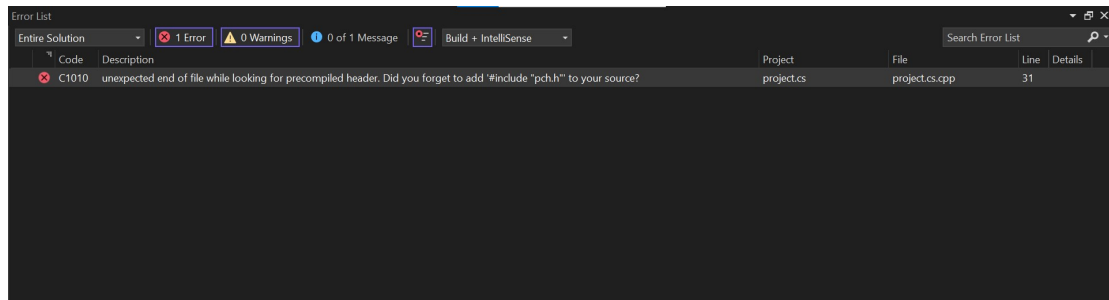 Error List
Entire Solution 1 Error 0 Warnings 0 of 1 Message Build + IntelliSense Search Error List
Code Description Project File Line Details
C1010 unexpected end of file while looking for precompiled header. Did you forget to add '#include "pch.h"' to your source? project.cs project.cs.cpp 31